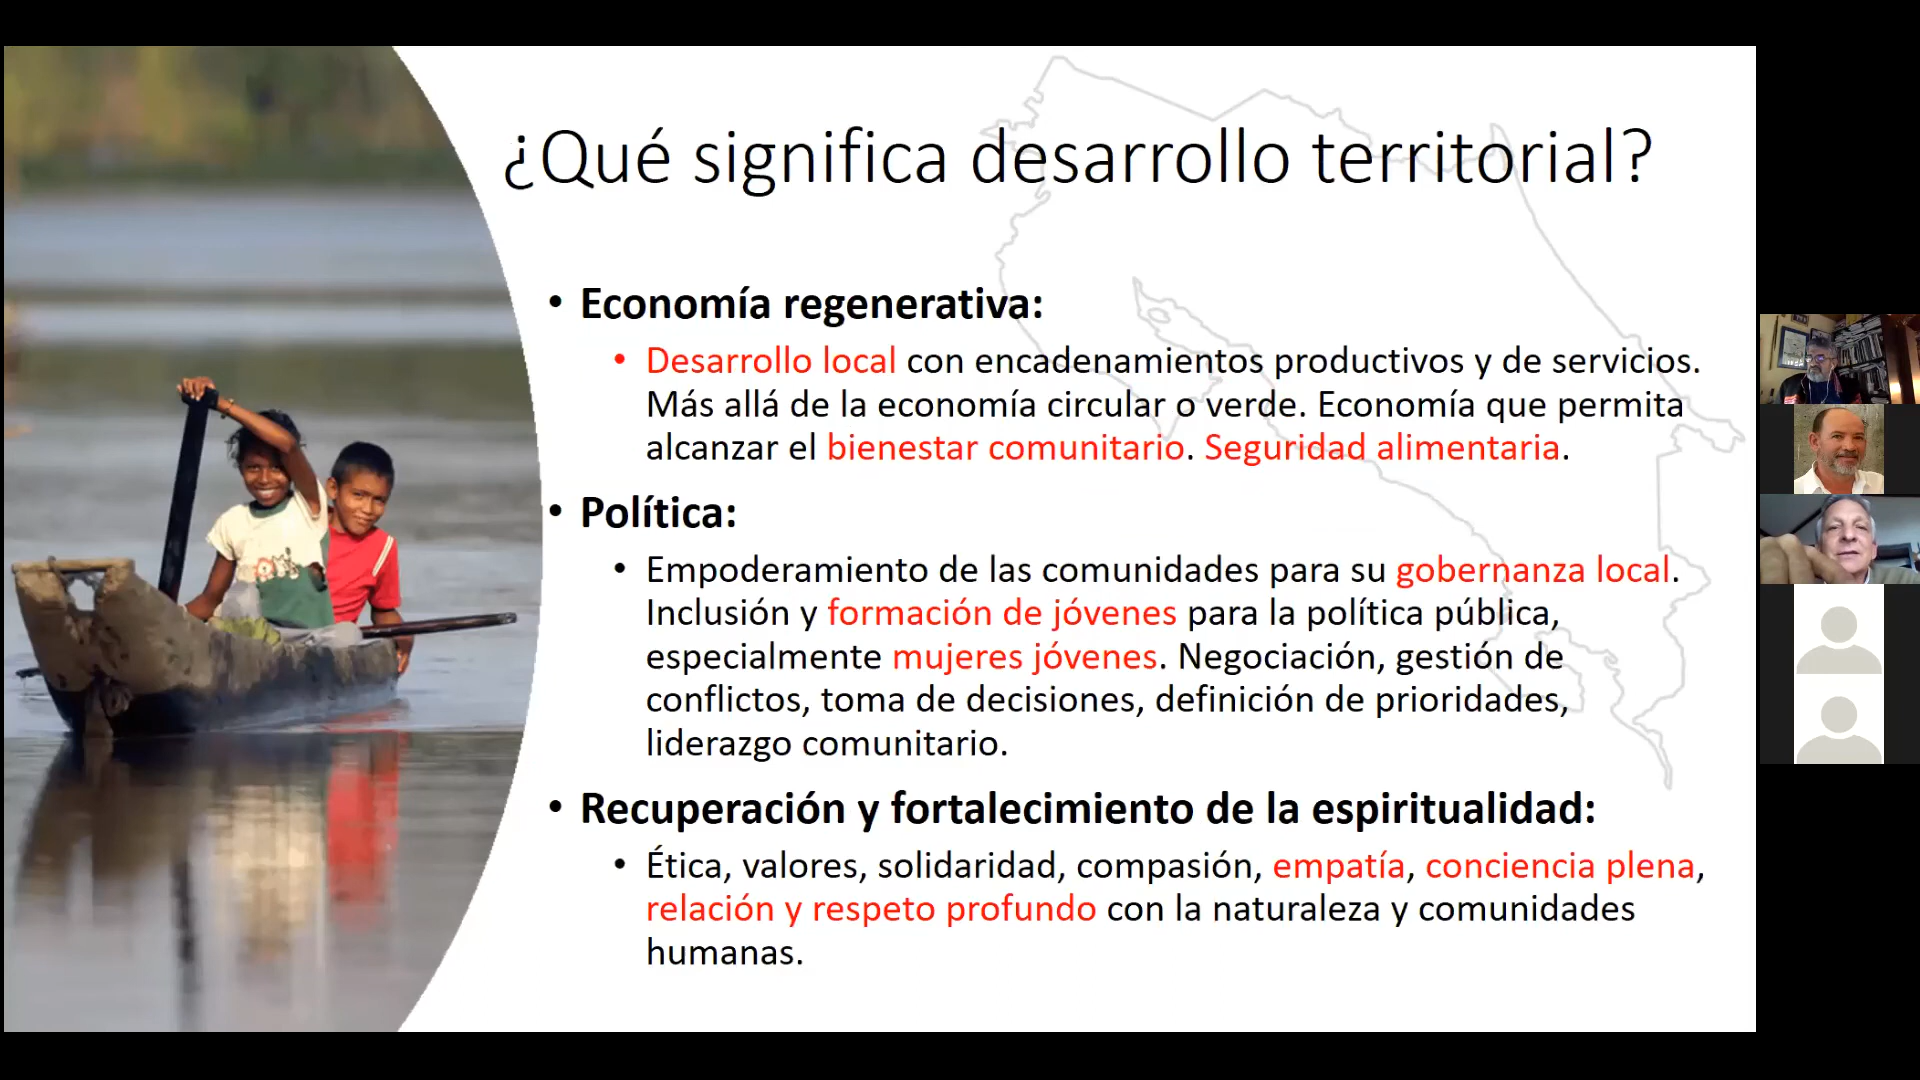 ¿Qué significa desarrollo territorial?
• Economía regenerativa:
• Desarrollo local con encadenamientos productivos y de servicios.
Más allá de la economía circular o verde. Economía que permita
alcanzar el bienestar comunitario. Seguridad alimentaria.
• Política:
• Empoderamiento de las comunidades para su gobernanza local.
Inclusión y formación de jóvenes para la política pública,
especialmente mujeres jóvenes. Negociación, gestión de
conflictos, toma de decisiones, definición de prioridades,
liderazgo comunitario.
• Recuperación y fortalecimiento de la espiritualidad:
• Ética, valores, solidaridad, compasión, empatía, conciencia plena,
relación y respeto profundo con la naturaleza y comunidades
humanas.